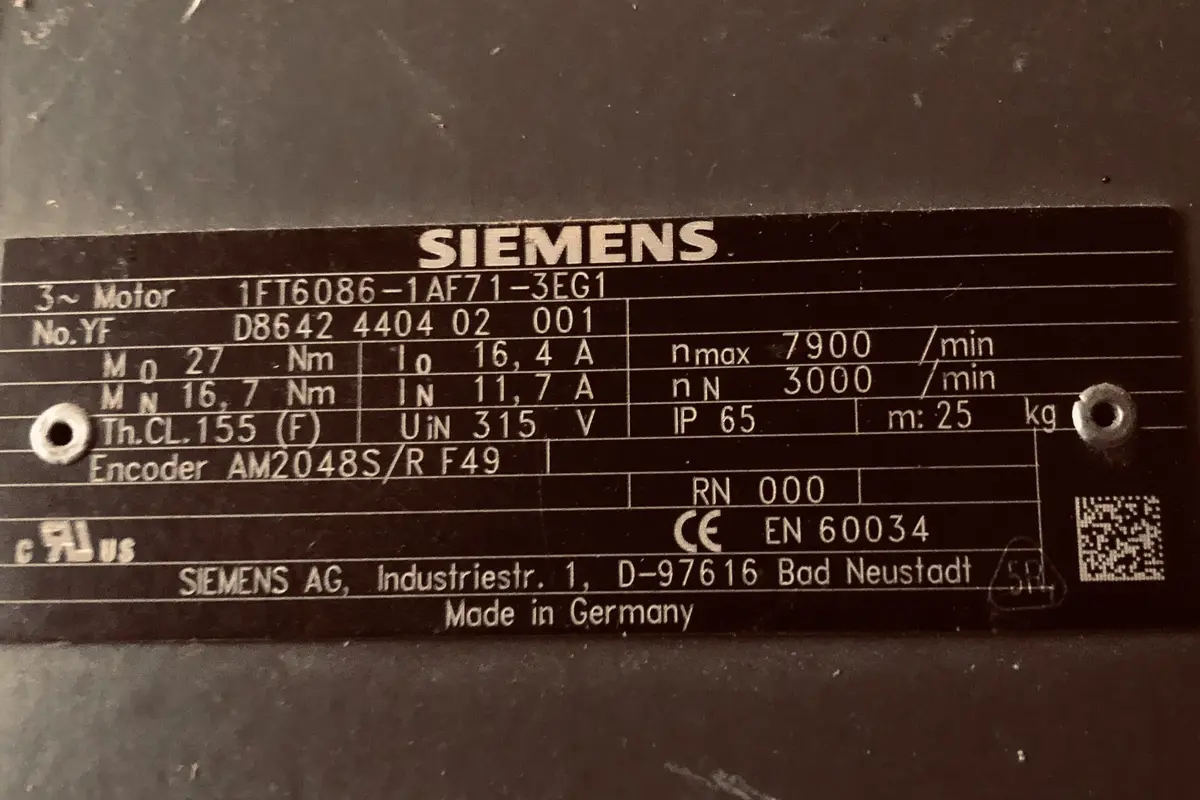 SIEMENS
3~ Motor 1FT6086-1AF71-3EG1
No.YF D8642 4404 02 001
M0 27 Nm I0 16,4 A nmax 7900 /min
MN 16,7 Nm IN 11,7 A nN 3000 /min
Th.CL.155 (F) UiN 315 V IP 65 m: 25 kg
Encoder AM2048S/R F49
RN 000
CE EN 60034
c RU US
SIEMENS AG, Industriestr. 1, D-97616 Bad Neustadt
Made in Germany